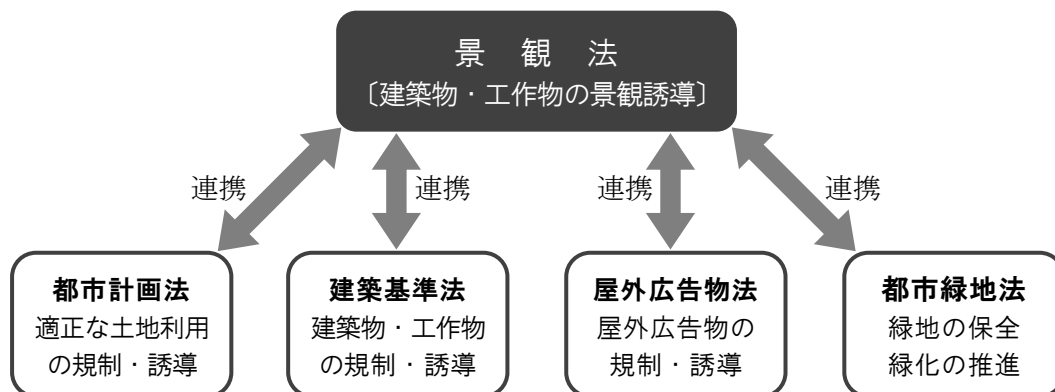 景 観 法
〔建築物・工作物の景観誘導〕
連携
連携
連携
連携
都市計画法
適正な土地利用
の規制・誘導
建築基準法
建築物・工作物
の規制・誘導
屋外広告物法
屋外広告物の
規制・誘導
都市緑地法
緑地の保全
緑化の推進